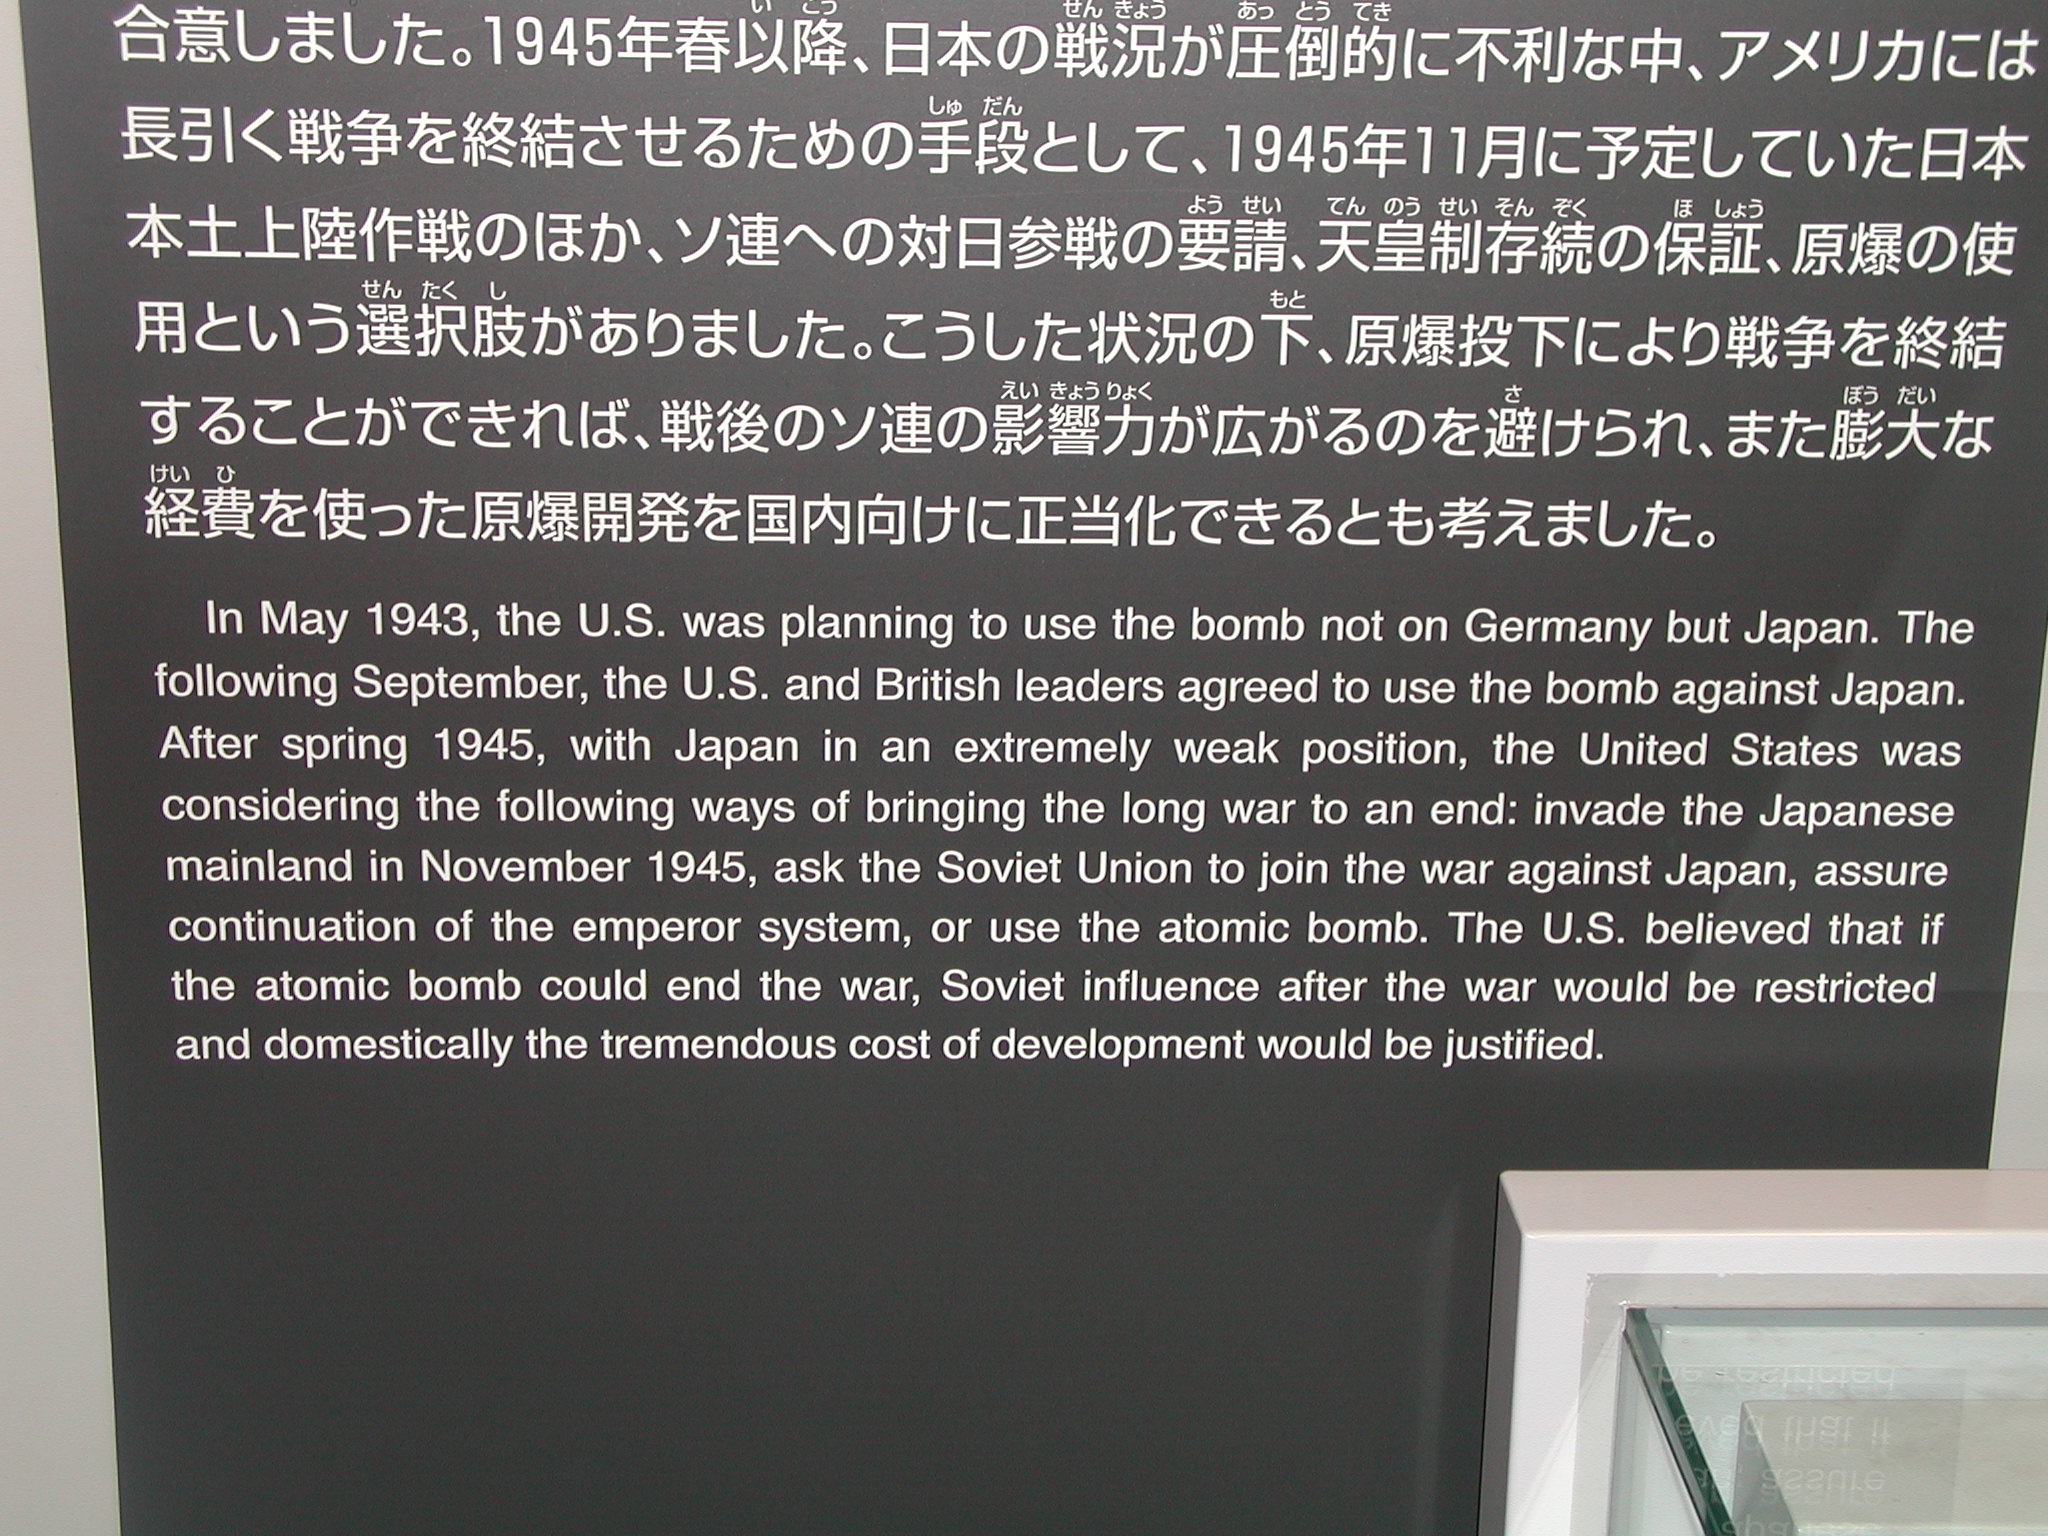 合意しました。1945年春以降、日本の戦況が圧倒的に不利な中、アメリカには
長引く戦争を終結させるための手段として、1945年11月に予定していた日本
本土上陸作戦のほか、ソ連への対日参戦の要請、天皇制存続の保証、原爆の使
用という選択肢がありました。こうした状況の下、原爆投下により戦争を終結
することができれば、戦後のソ連の影響力が広がるのを避けられ、また膨大な
経費を使った原爆開発を国内向けに正当化できるとも考えました。
In May 1943, the U.S. was planning to use the bomb not on Germany but Japan. The
following September, the U.S. and British leaders agreed to use the bomb against Japan.
After spring 1945, with Japan in an extremely weak position, the United States was
considering the following ways of bringing the long war to an end: invade the Japanese
mainland in November 1945, ask the Soviet Union to join the war against Japan, assure
continuation of the emperor system, or use the atomic bomb. The U.S. believed that if
the atomic bomb could end the war, Soviet influence after the war would be restricted
and domestically the tremendous cost of development would be justified.